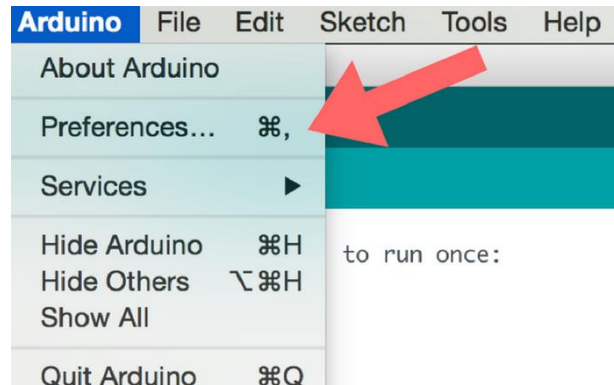 Arduino File Edit Sketch Tools Help
About Arduino
Preferences... ⌘,
Services ▶
Hide Arduino ⌘H
to run once:
Hide Others ⌥⌘H
Show All
Quit Arduino ⌘Q